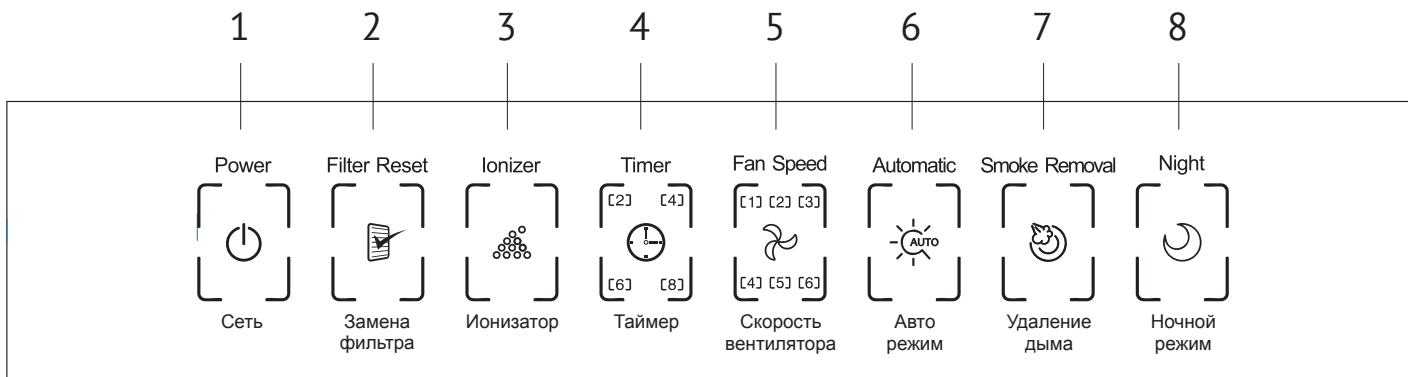 1 2 3 4 5 6 7 8
Power Filter Reset Ionizer Timer Fan Speed Automatic Smoke Removal Night
[2] [4] [1] [2] [3]
AUTO
[6] [8] [4] [5] [6]
Сеть Замена Ионизатор Таймер Скорость Авто Удаление Ночной
фильтра вентилятора режим дыма режим